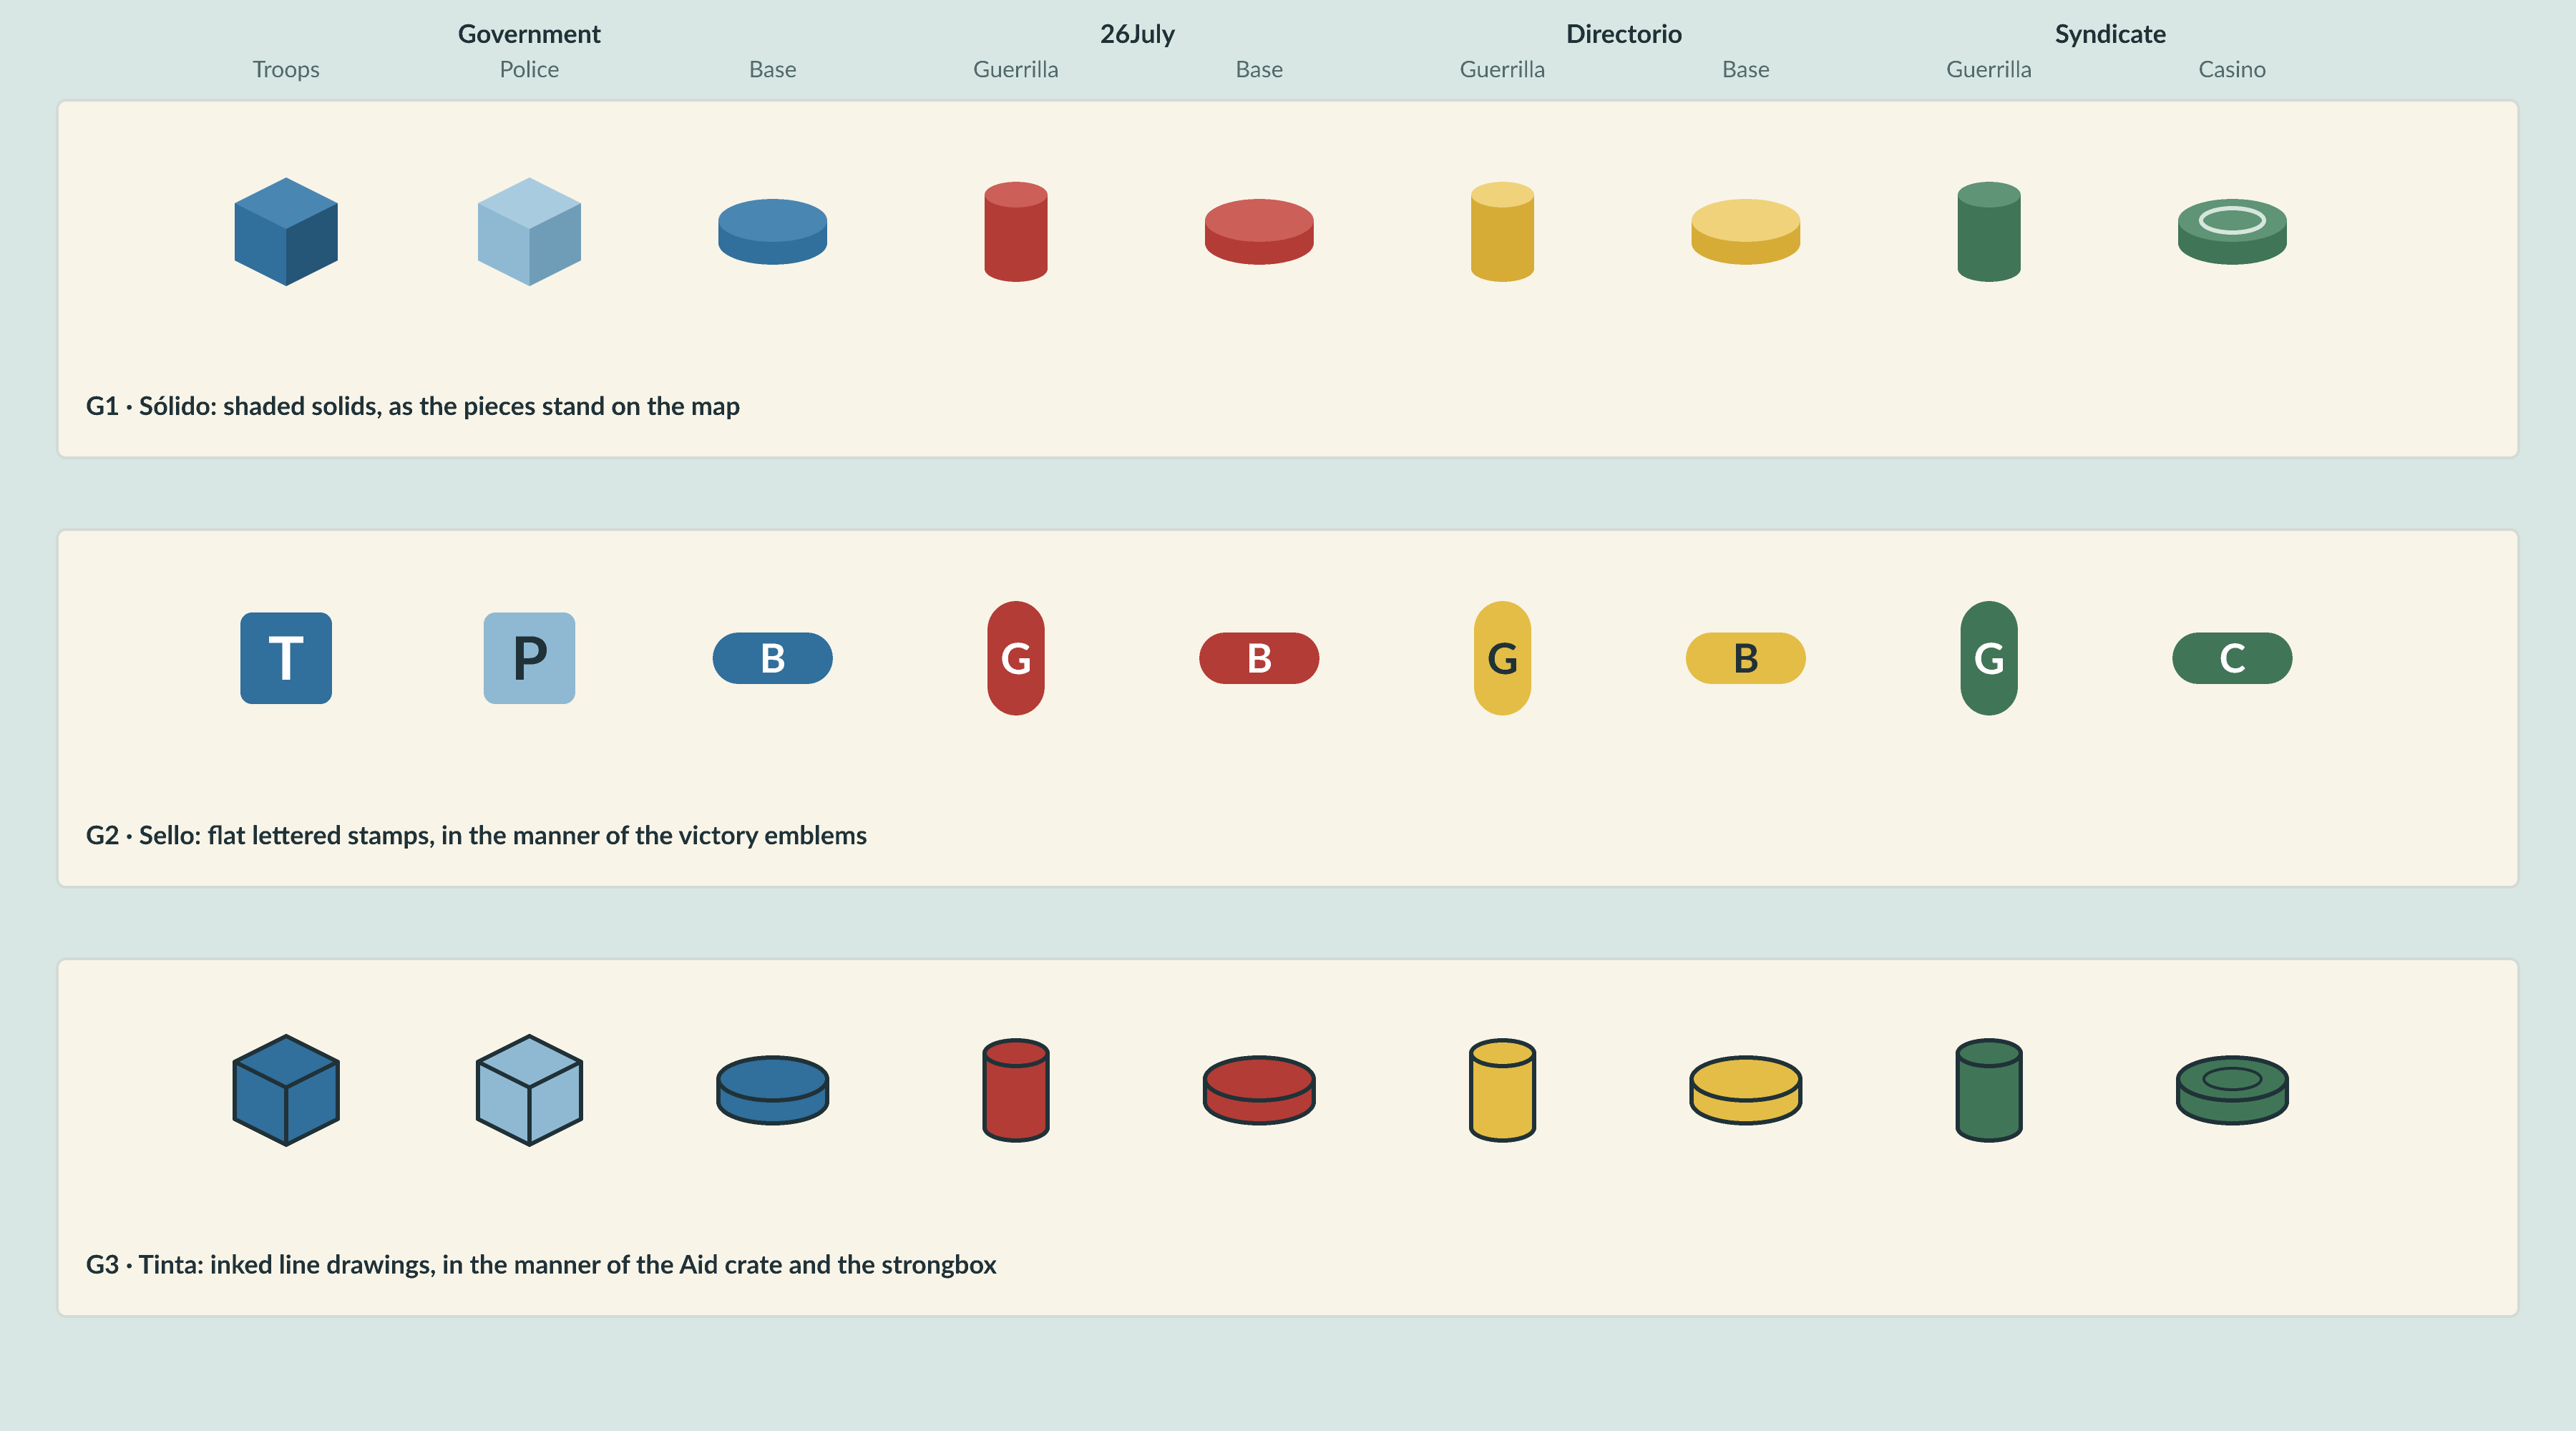 Government 26July Directorio Syndicate
Troops Police Base Guerrilla Base Guerrilla Base Guerrilla Casino
G1 · Sólido: shaded solids, as the pieces stand on the map
T P B G B G B G C
G2 · Sello: flat lettered stamps, in the manner of the victory emblems
G3 · Tinta: inked line drawings, in the manner of the Aid crate and the strongbox